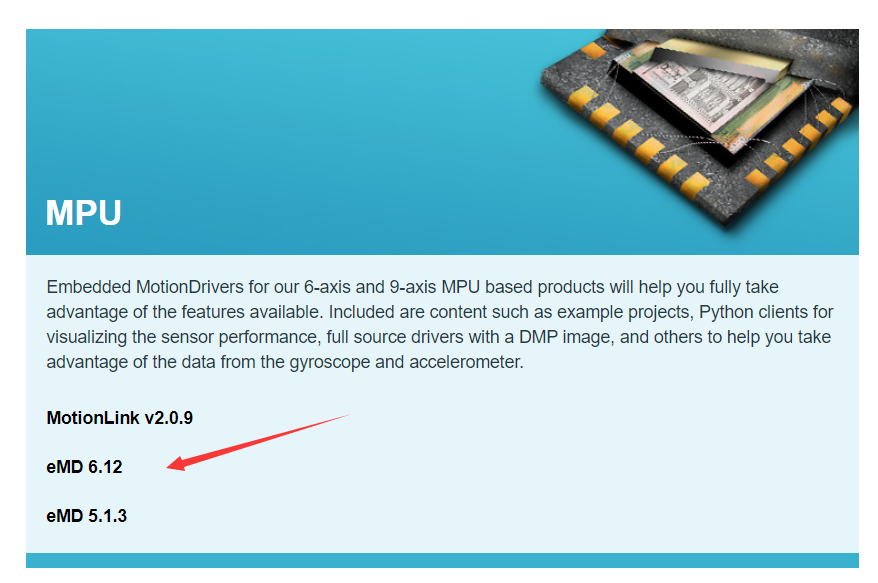 MPU
Embedded MotionDrivers for our 6-axis and 9-axis MPU based products will help you fully take
advantage of the features available. Included are content such as example projects, Python clients for
visualizing the sensor performance, full source drivers with a DMP image, and others to help you take
advantage of the data from the gyroscope and accelerometer.
MotionLink v2.0.9
eMD 6.12
eMD 5.1.3